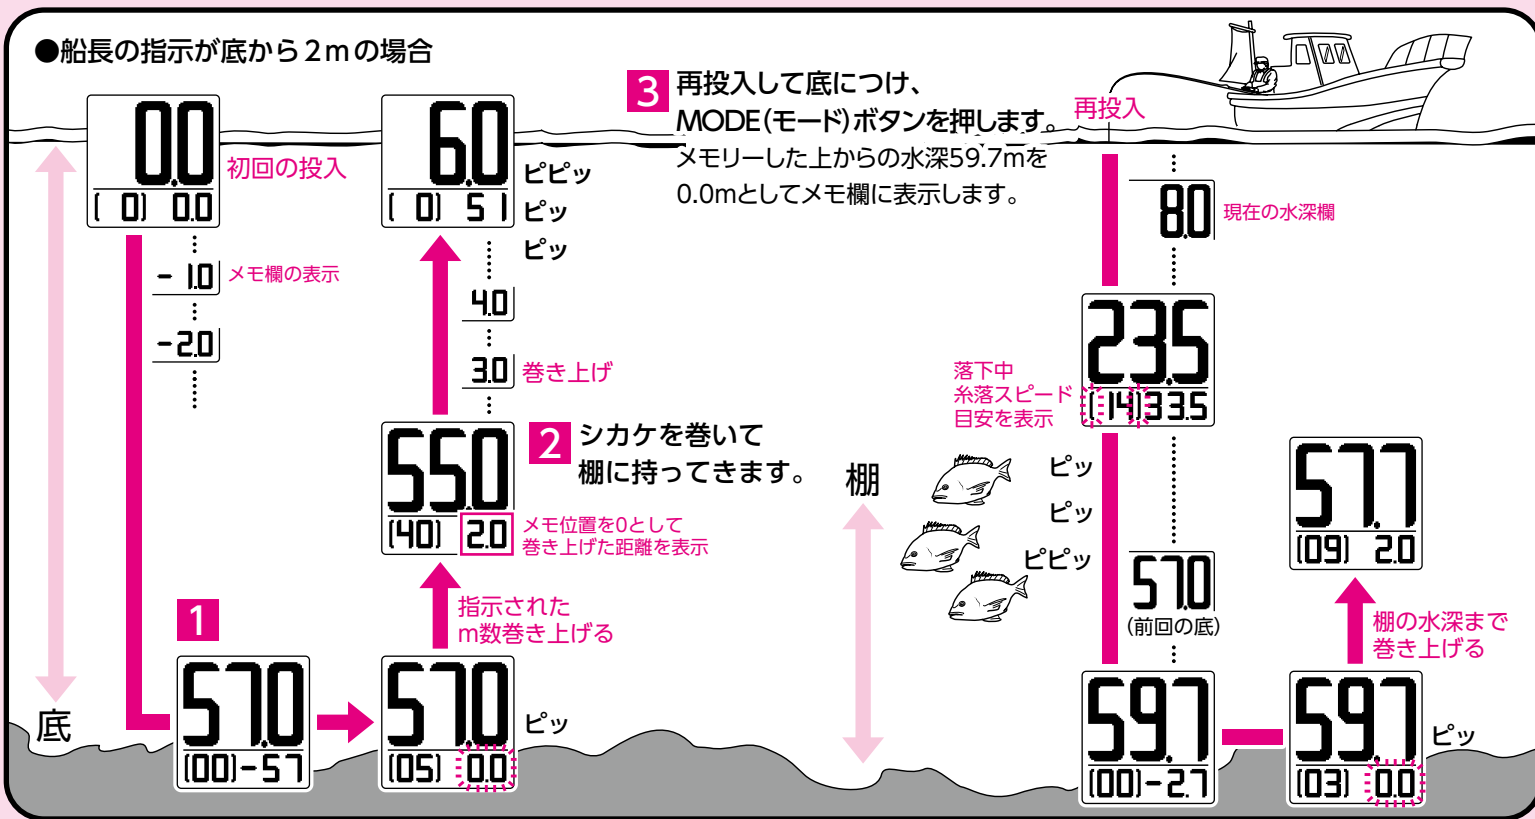 ●船長の指示が底から2mの場合
0.0
( 0) 0.0
初回の投入
- 1.0
メモ欄の表示
-2.0
底
1
57.0
(00)-57
57.0
(05) 0.0
ピッ
指示された
m数巻き上げる
55.0
(40) 2.0
メモ位置を0として
巻き上げた距離を表示
2
シカケを巻いて
棚に持ってきます。
3.0
巻き上げ
4.0
6.0
( 0) 51
ピピッ
ピッ
ピッ
3
再投入して底につけ、
MODE(モード)ボタンを押します。
メモリーした上からの水深59.7mを
0.0mとしてメモ欄に表示します。
再投入
8.0
現在の水深欄
23.5
(14)33.5
落下中
糸落スピード
目安を表示
棚
ピッ
ピッ
ピピッ
57.0
(前回の底)
59.7
(00)-2.7
59.7
(03) 0.0
ピッ
棚の水深まで
巻き上げる
57.7
(09) 2.0